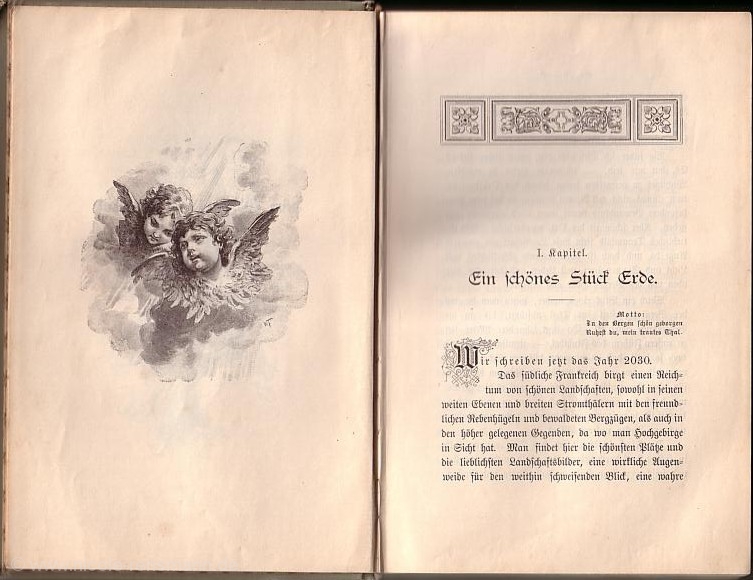 I. Kapitel.
Ein schönes Stück Erde.
Motto:
In den Bergen schön geborgen
Ruhest du, mein trautes Thal.
Wir schreiben jetzt das Jahr 2030.
Das südliche Frankreich birgt einen Reich-
tum von schönen Landschaften, sowohl in seinen
weiten Ebenen und breiten Stromthälern mit den freund-
lichen Rebenhügeln und bewaldeten Bergzügen, als auch in
den höher gelegenen Gegenden, da wo man Hochgebirge
in Sicht hat. Man findet hier die schönsten Plätze und
die lieblichsten Landschaftsbilder, eine wirkliche Augen-
weide für den weithin schweifenden Blick, eine wahre